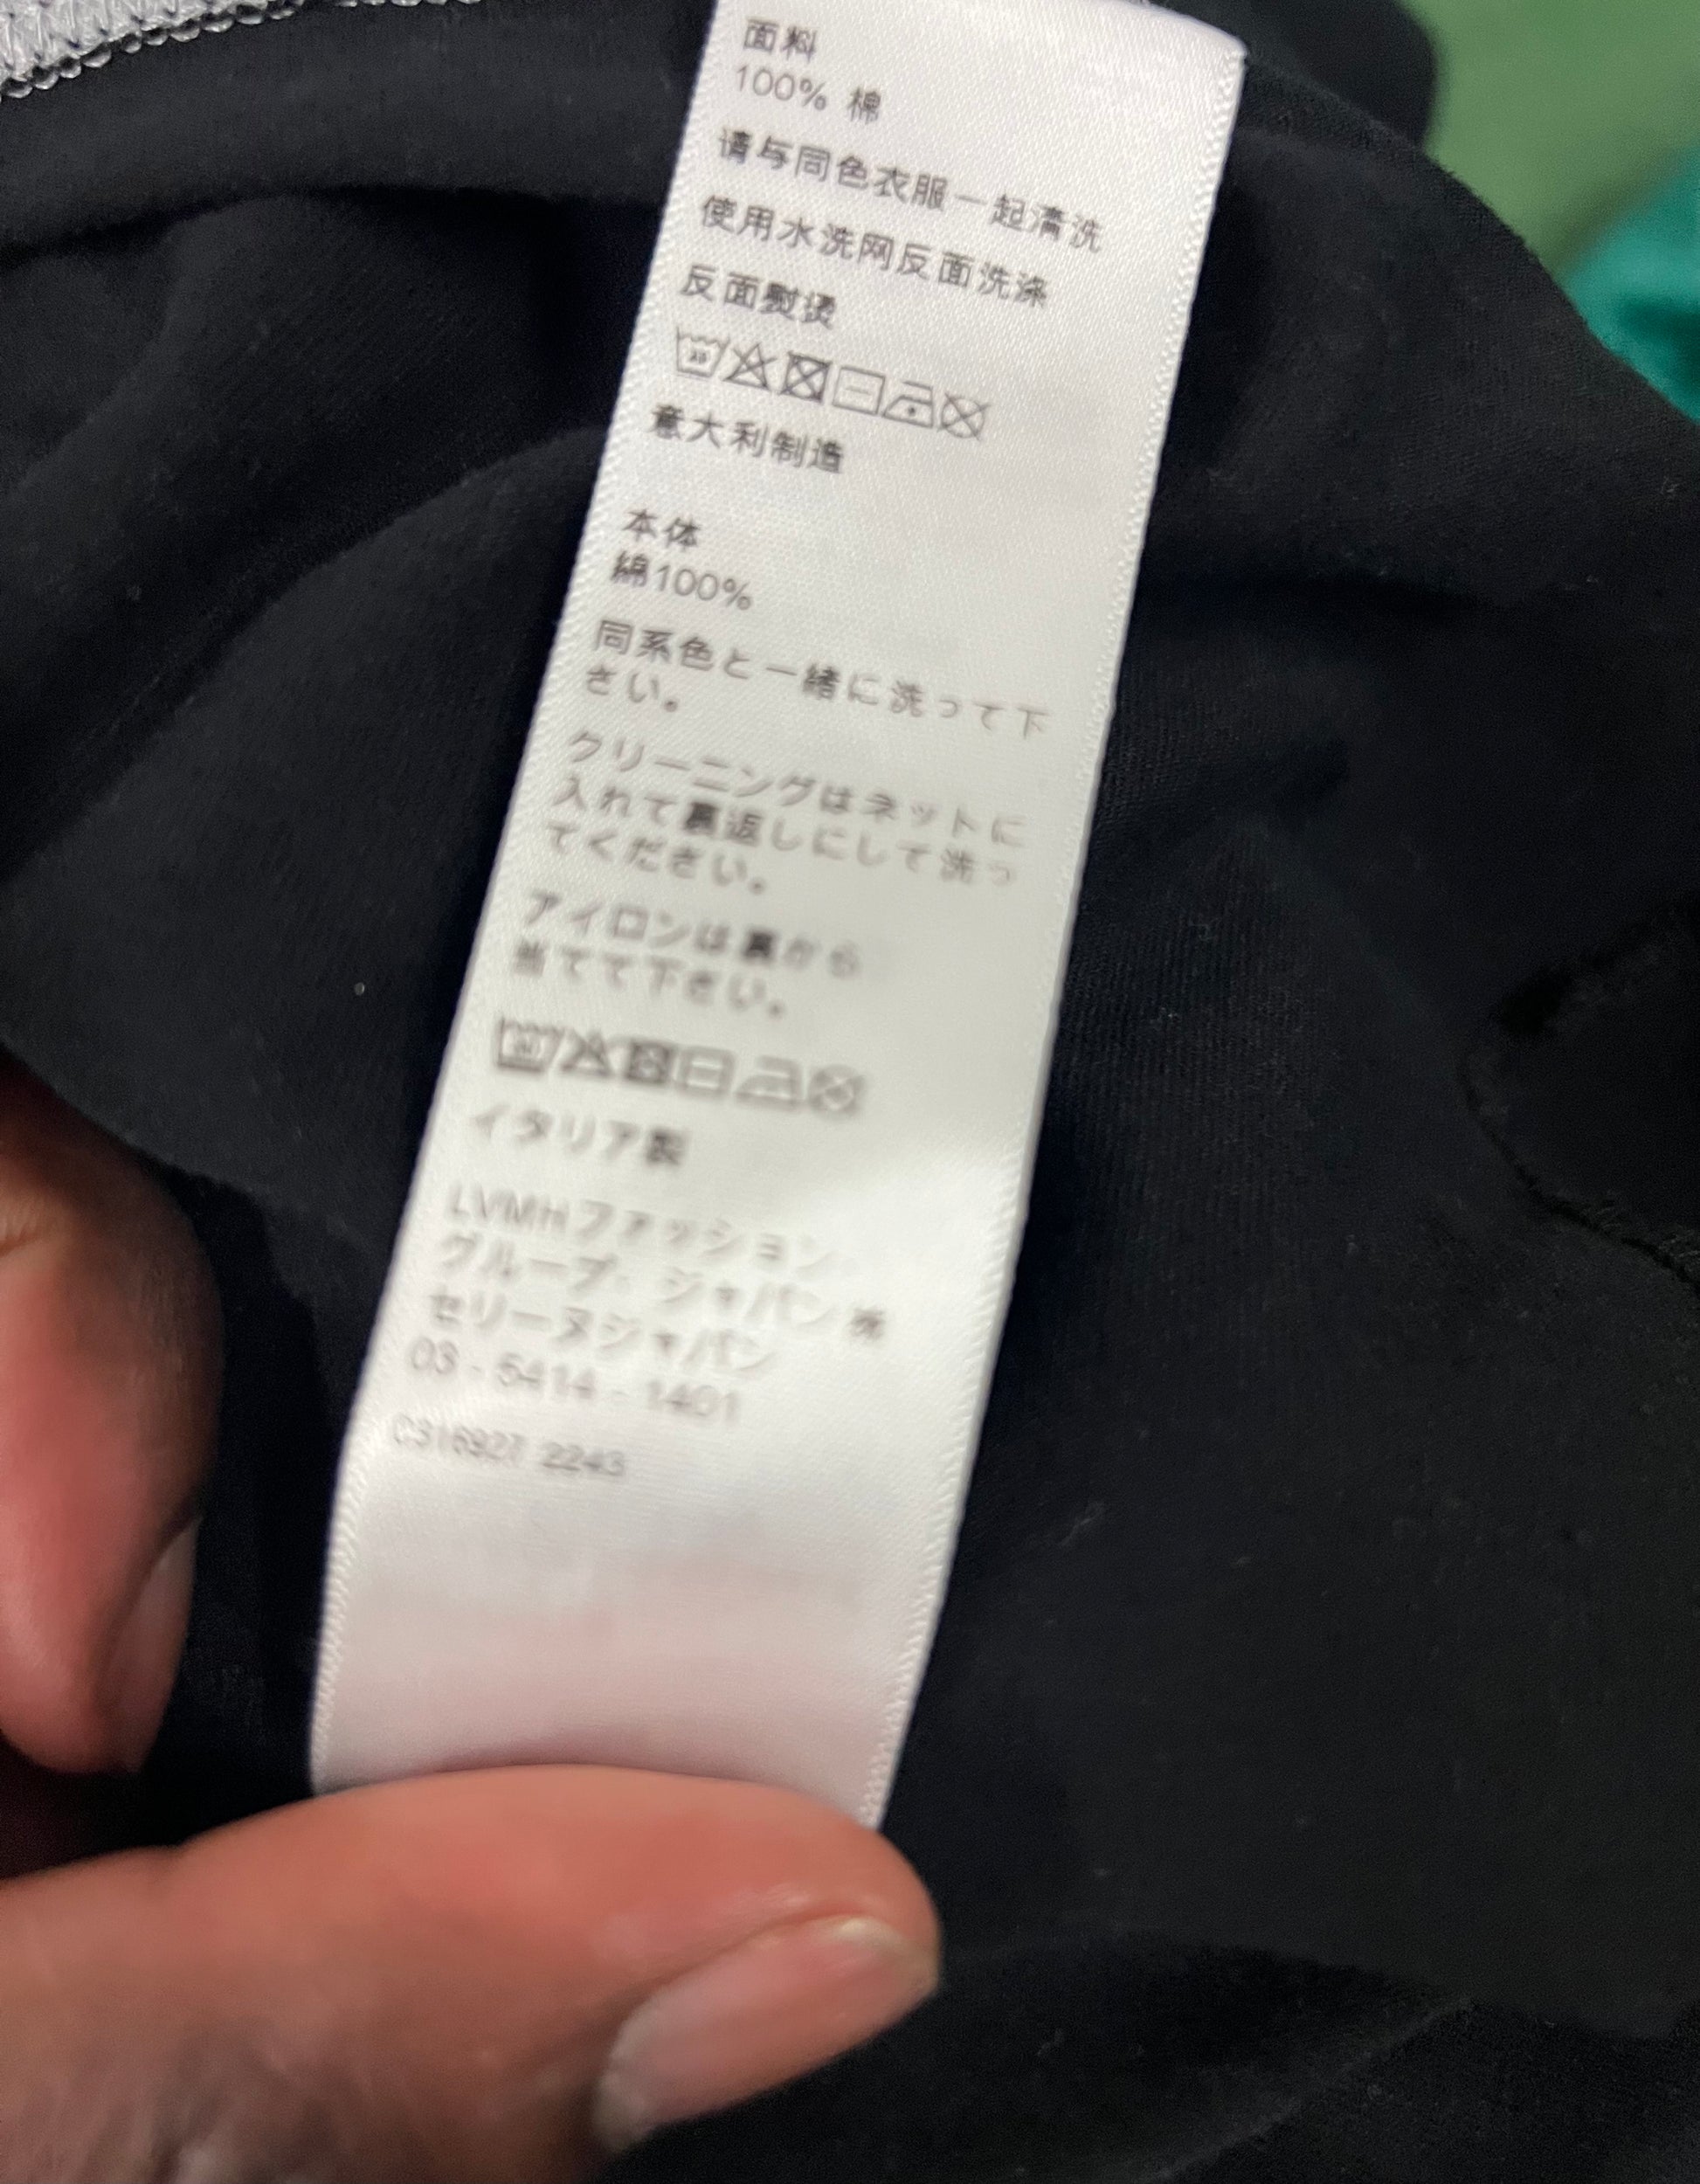 面料
100% 棉
请与同色衣服一起清洗
使用水洗网反面洗涤
反面熨烫
30
意大利制造
本体
綿100%
同系色と一緒に洗って下
さい。
クリーニングはネットに
入れて裏返しにして洗っ
てください。
アイロンは裏から
当てて下さい。
30
イタリア製
LVMHファッション・
グループ・ジャパン 株
セリーヌジャパン
03 - 5414 - 1401
C316927 2243